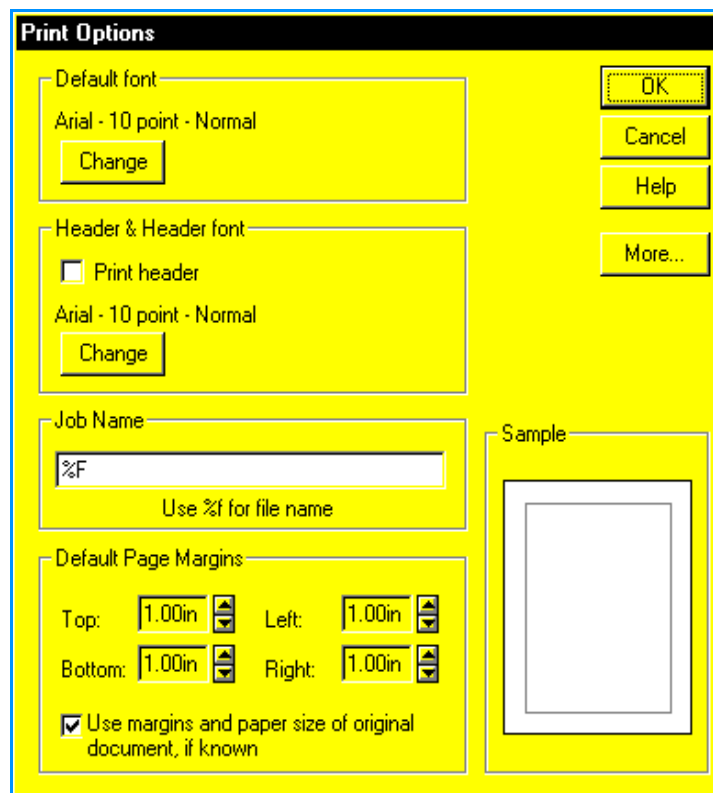 Print Options
Default font
Arial - 10 point - Normal
Change
OK
Cancel
Help
More...
Header & Header font
Print header
Arial - 10 point - Normal
Change
Job Name
%F
Use %f for file name
Sample
Default Page Margins
Top: 1.00in Left: 1.00in
Bottom: 1.00in Right: 1.00in
Use margins and paper size of original
document, if known